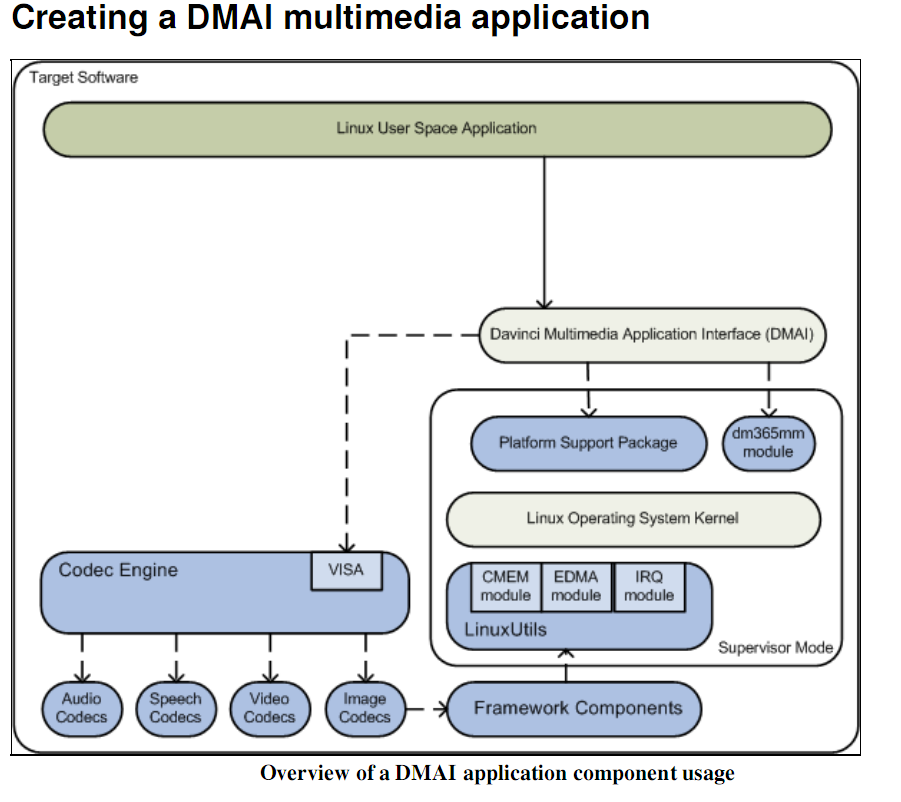 Creating a DMAI multimedia application
Target Software
Linux User Space Application
Davinci Multimedia Application Interface (DMAI)
Platform Support Package
dm365mm
module
Linux Operating System Kernel
Codec Engine
VISA
CMEM
module
EDMA
module
IRQ
module
LinuxUtils
Supervisor Mode
Audio
Codecs
Speech
Codecs
Video
Codecs
Image
Codecs
Framework Components
Overview of a DMAI application component usage